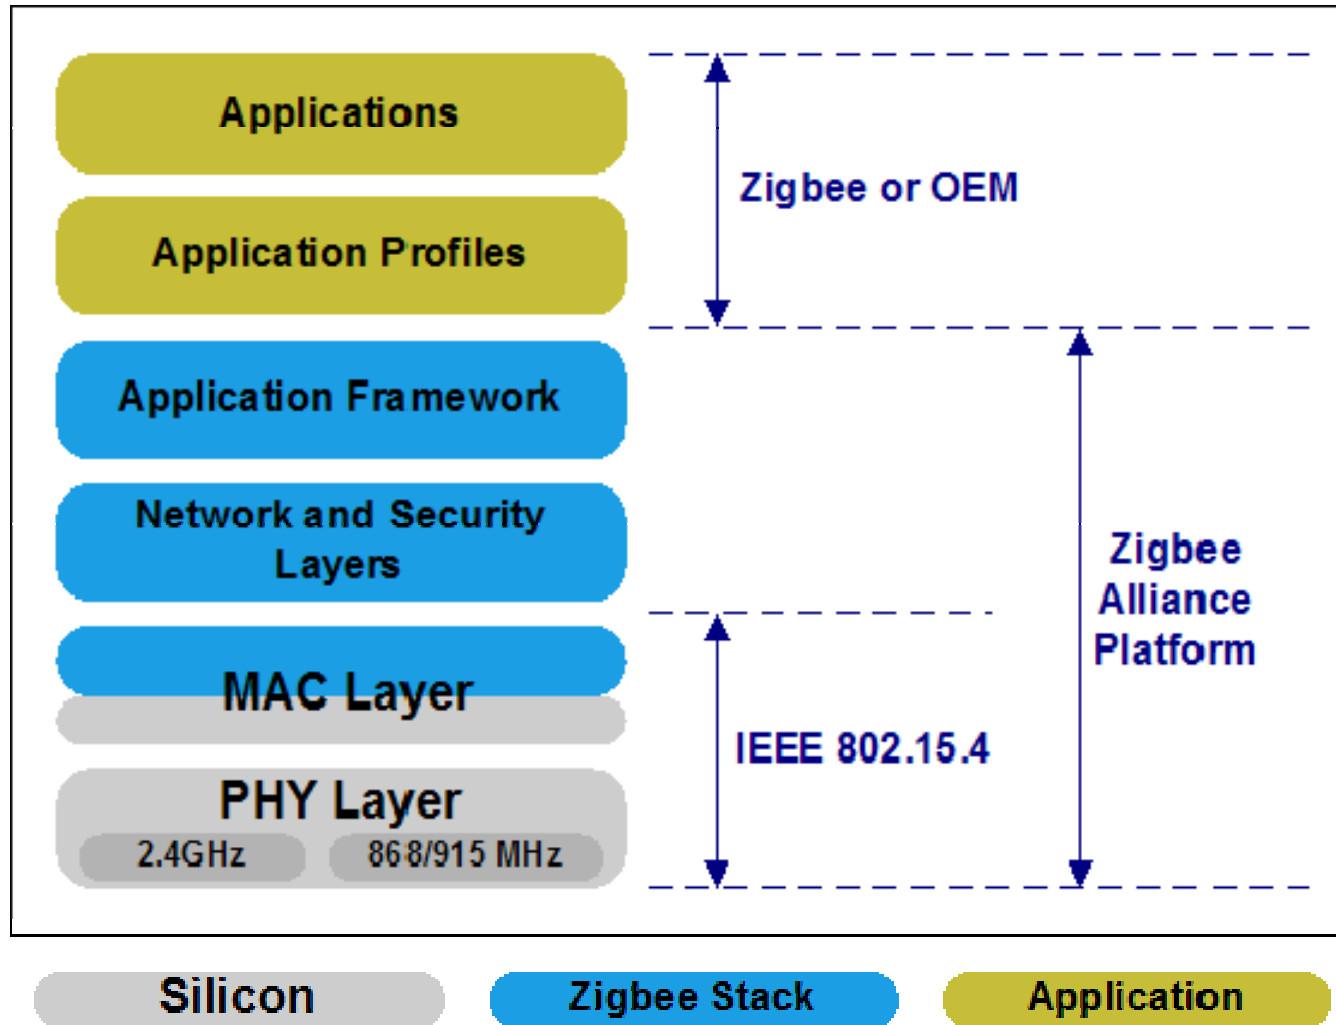 Applications
Zigbee or OEM
Application Profiles
Application Framework
Network and Security
Layers
Zigbee
Alliance
Platform
MAC Layer
IEEE 802.15.4
PHY Layer
2.4GHz
868/915 MHz
Silicon
Zigbee Stack
Application